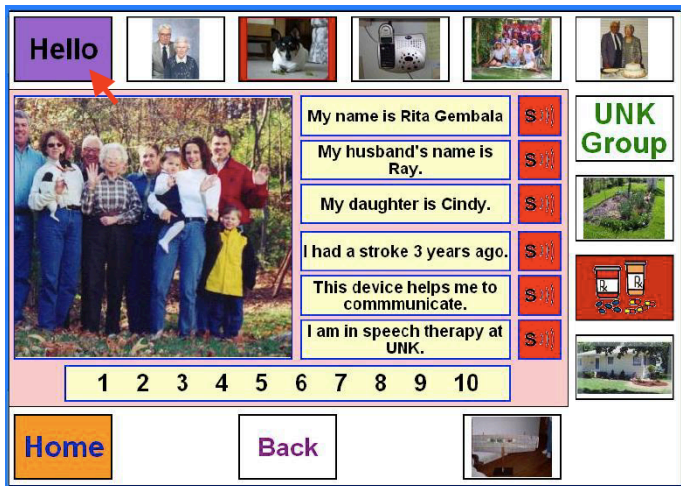 Hello
My name is Rita Gembala
S
My husband's name is
Ray.
S
My daughter is Cindy.
S
I had a stroke 3 years ago.
S
This device helps me to
commmunicate.
S
I am in speech therapy at
UNK.
S
UNK
Group
Rx
Rx
1 2 3 4 5 6 7 8 9 10
Home
Back